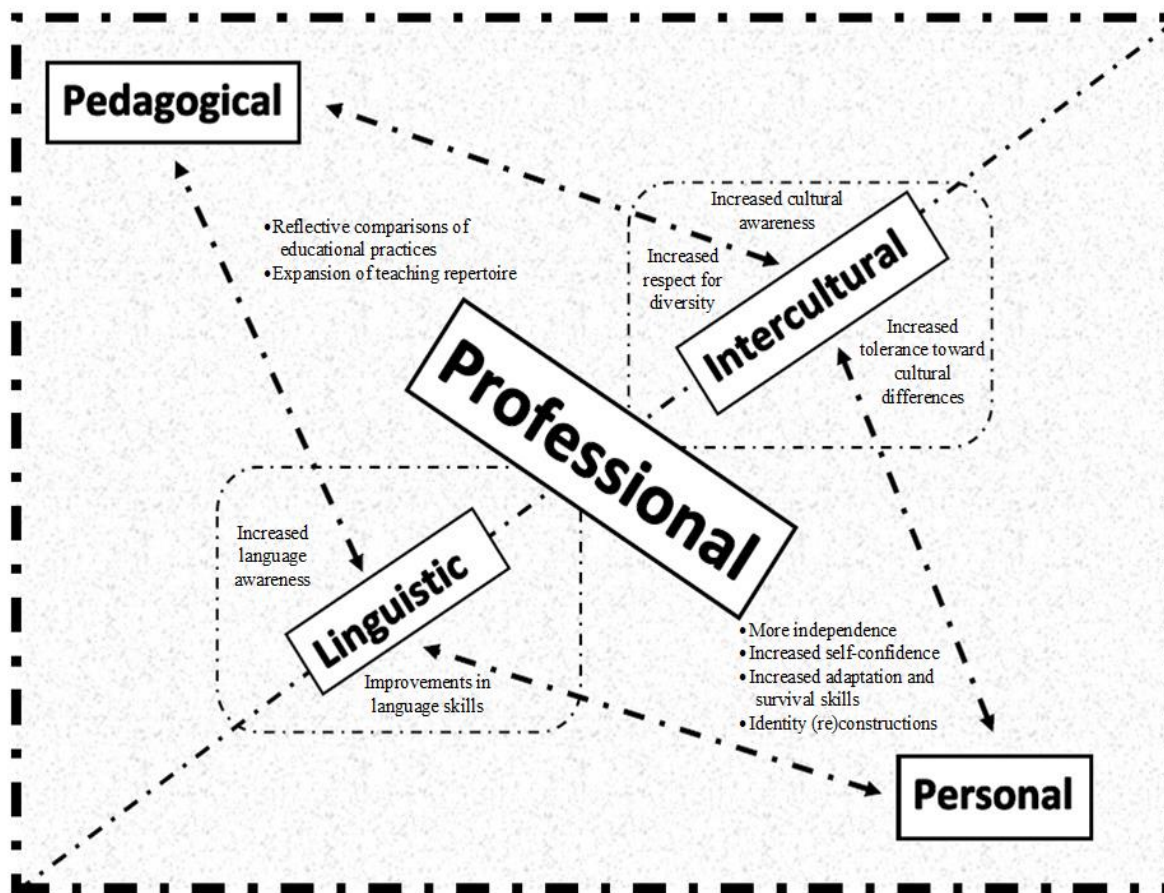 Pedagogical
Increased cultural
awareness
•Reflective comparisons of
educational practices
•Expansion of teaching repertoire
Increased
respect for
diversity
Intercultural
Increased
tolerance toward
cultural
differences
Professional
Increased
language
awareness
Linguistic
Improvements in
language skills
•More independence
•Increased self-confidence
•Increased adaptation and
survival skills
•Identity (re)constructions
Personal